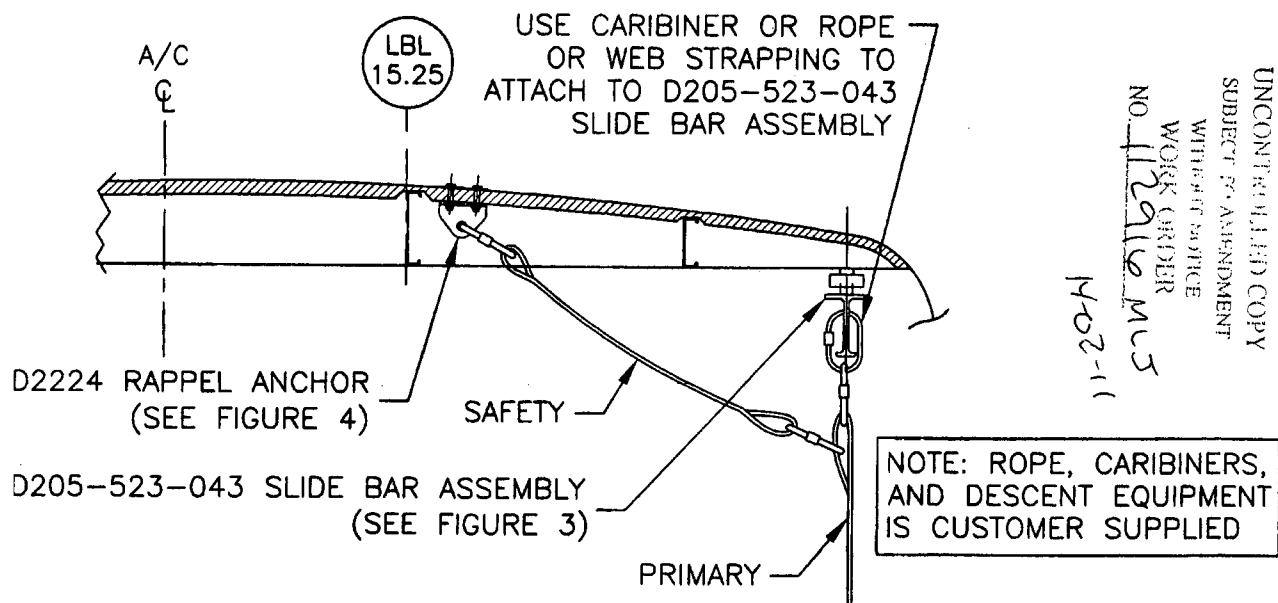 A/C
CL
LBL
15.25
USE CARIBINER OR ROPE
OR WEB STRAPPING TO
ATTACH TO D205-523-043
SLIDE BAR ASSEMBLY
D2224 RAPPEL ANCHOR
(SEE FIGURE 4)
SAFETY
D205-523-043 SLIDE BAR ASSEMBLY
(SEE FIGURE 3)
PRIMARY
NOTE: ROPE, CARIBINERS,
AND DESCENT EQUIPMENT
IS CUSTOMER SUPPLIED
UNCONTROLLED COPY
SUBJECT TO AMENDMENT
WITHOUT NOTICE
WORK ORDER
NO.